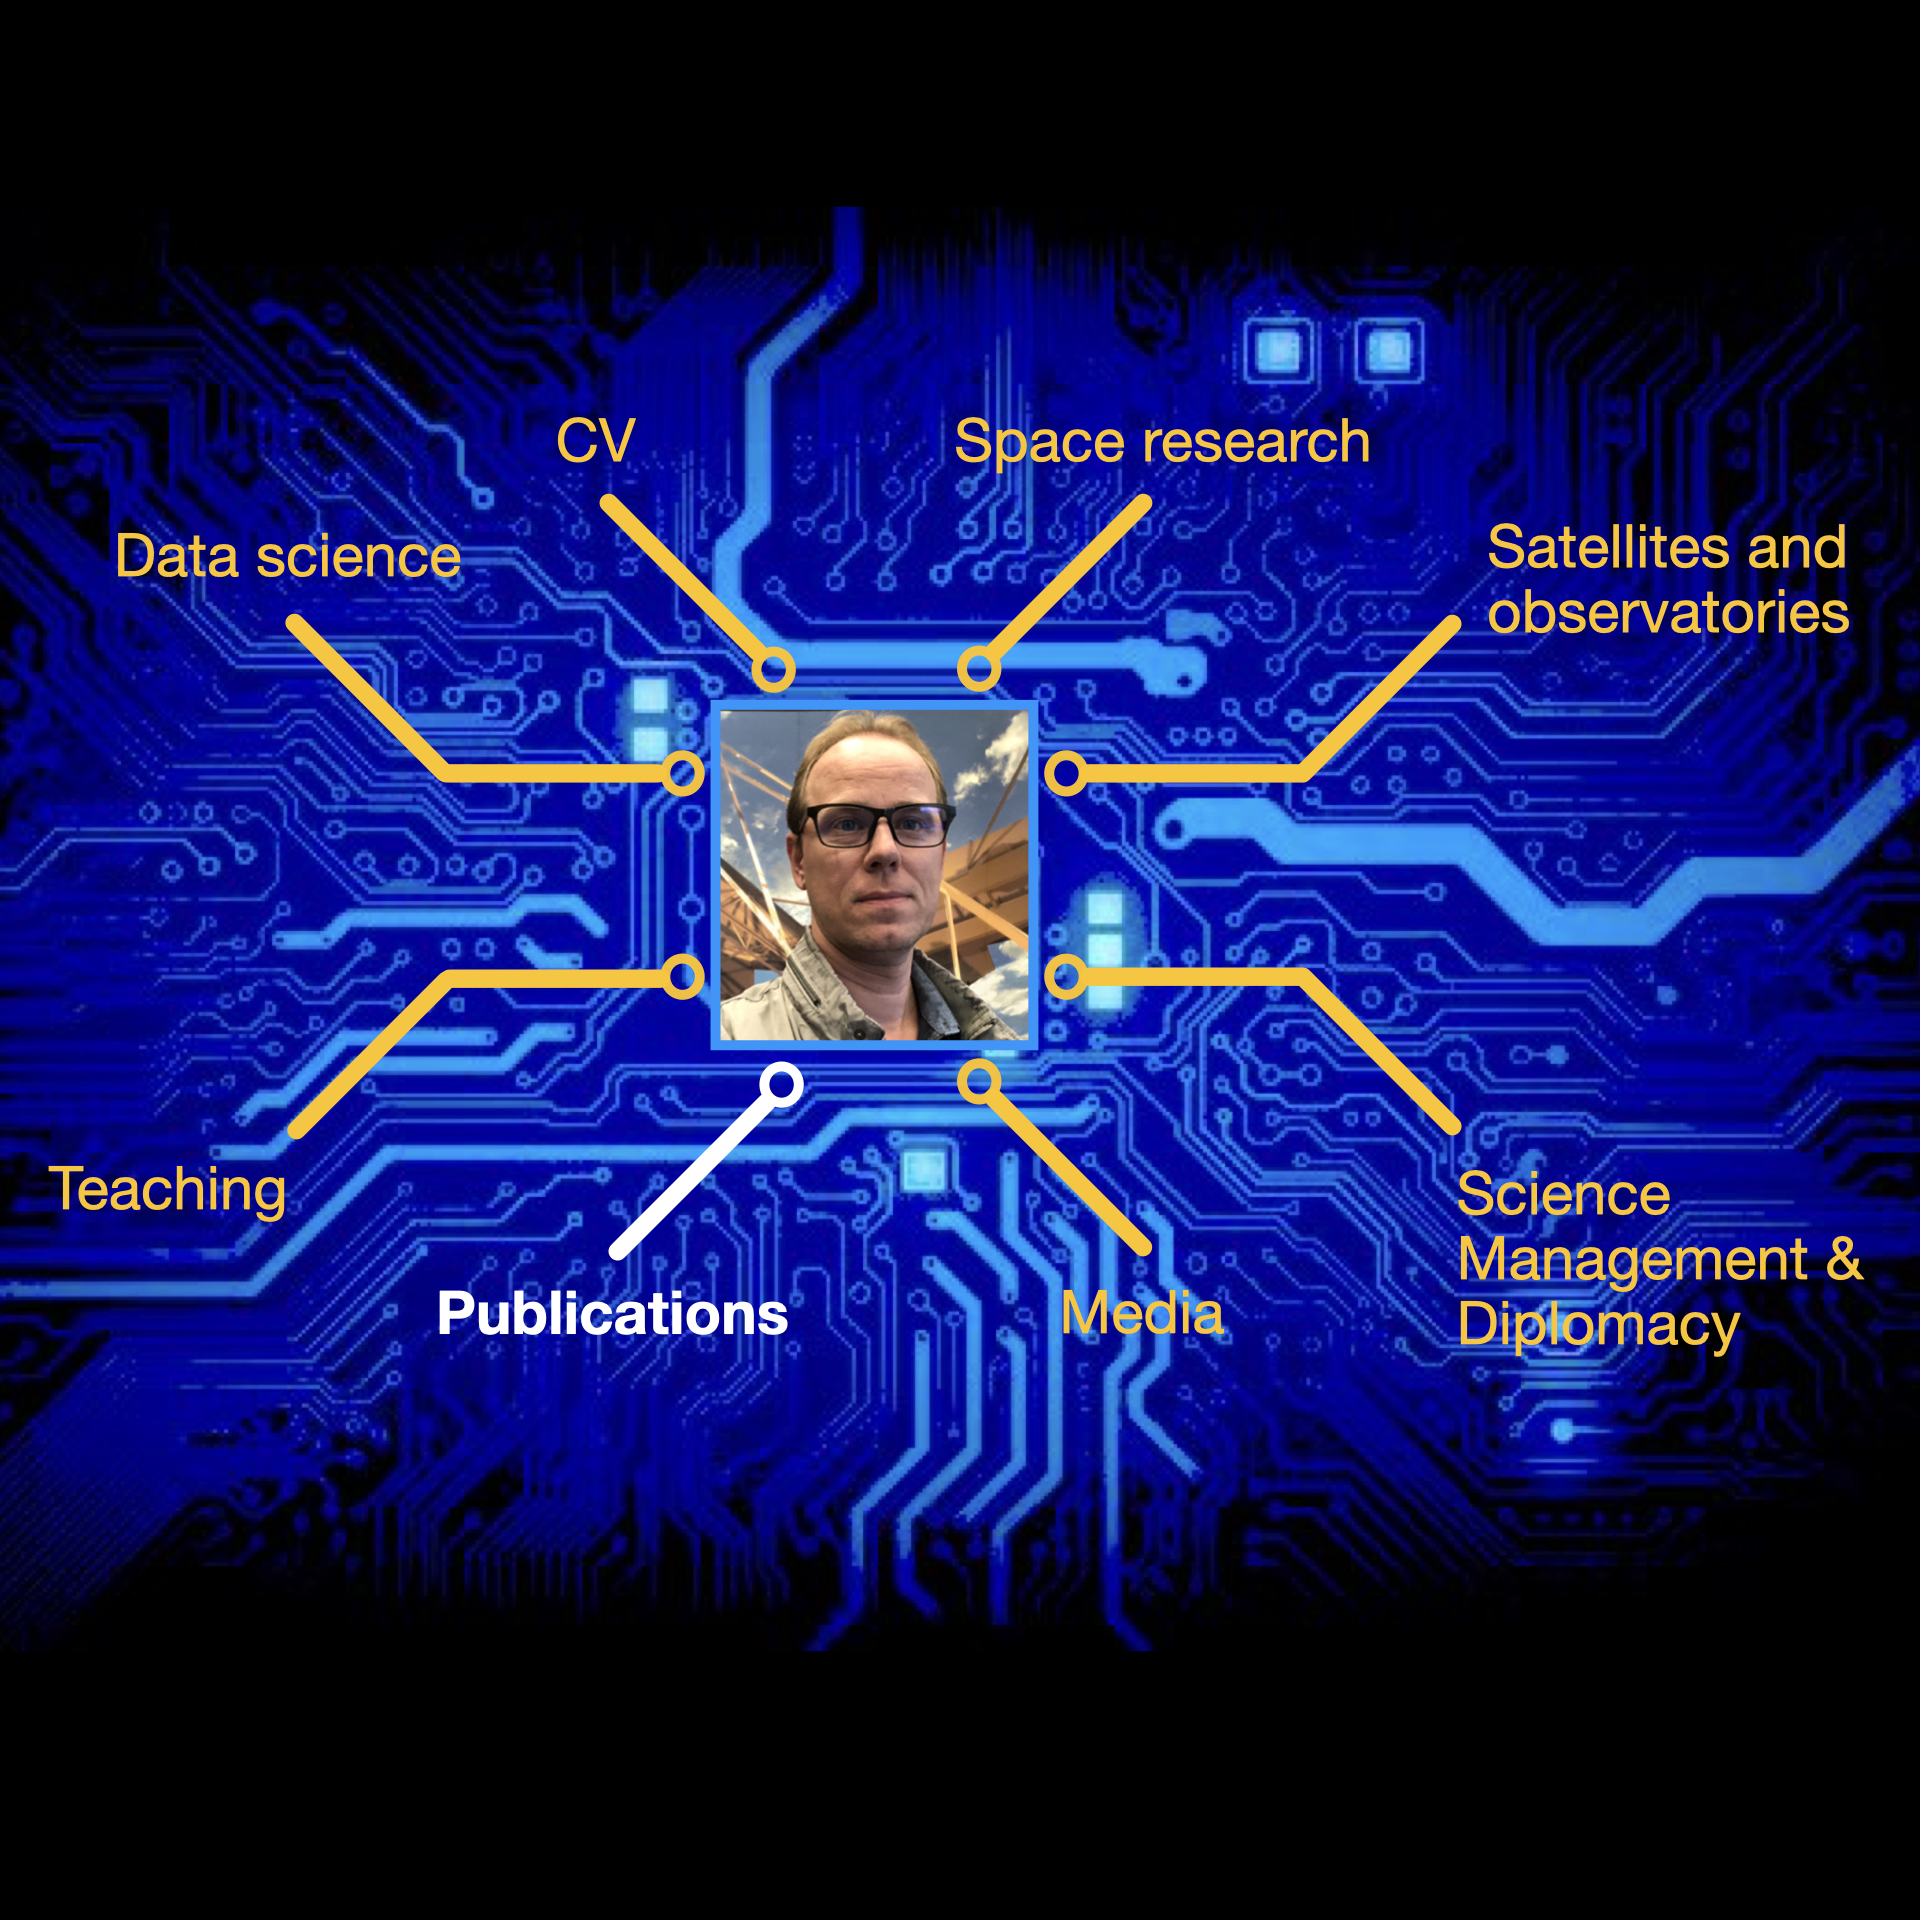 CV
Space research
Data science
Satellites and
observatories
Teaching
Publications
Media
Science
Management &
Diplomacy